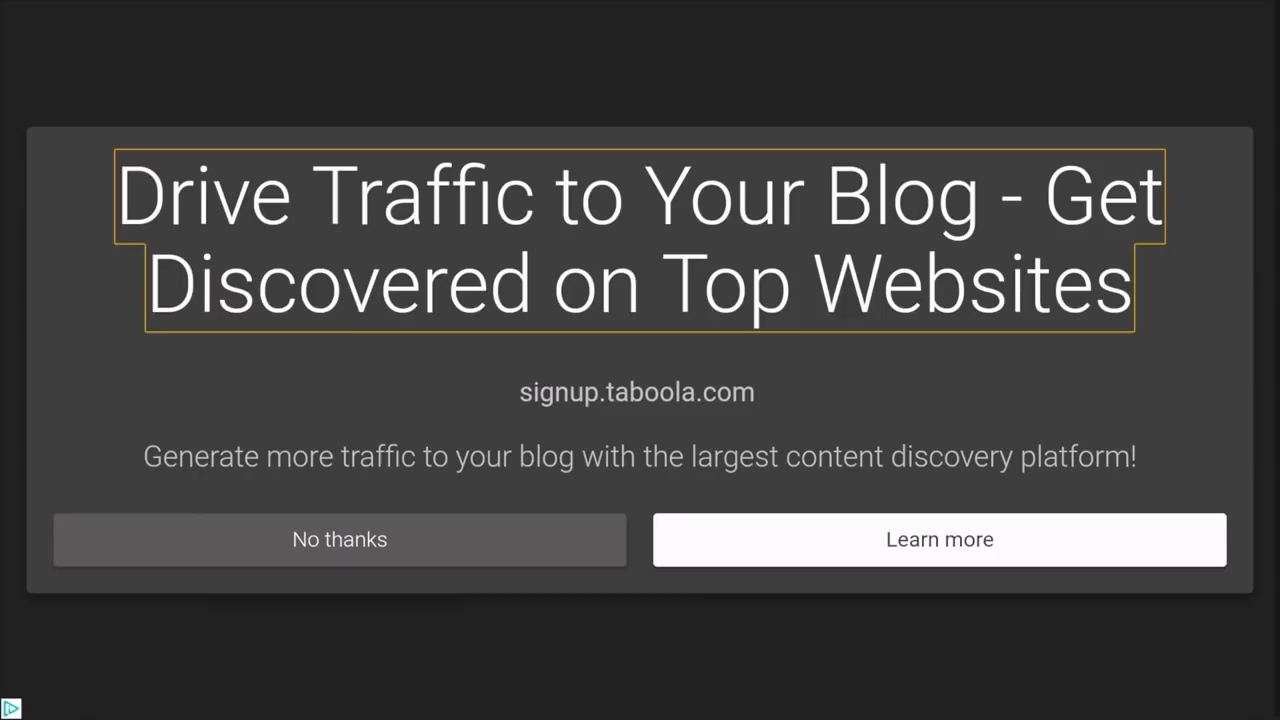 Drive Traffic to Your Blog - Get
Discovered on Top Websites
signup.taboola.com
Generate more traffic to your blog with the largest content discovery platform!
No thanks
Learn more